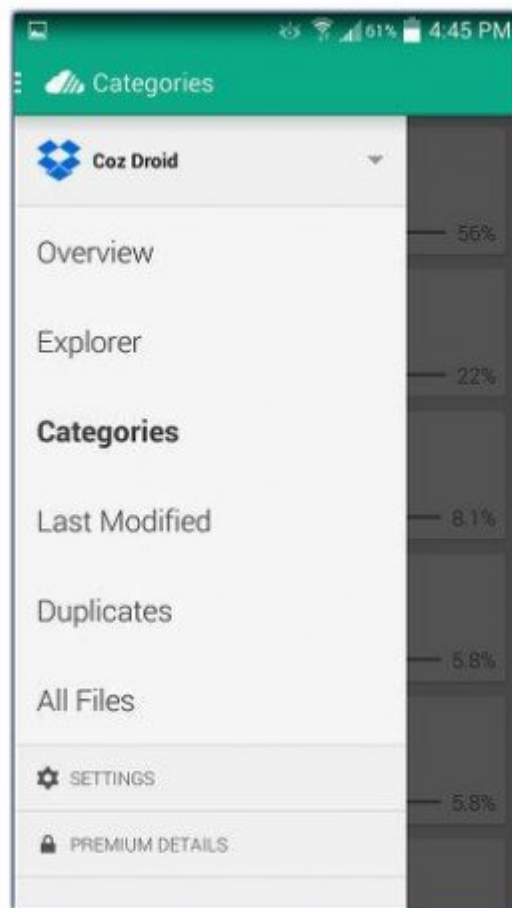 61% 4:45 PM
Categories
Coz Droid
Overview
56%
Explorer
22%
Categories
Last Modified
8.1%
Duplicates
5.8%
All Files
SETTINGS
5.8%
PREMIUM DETAILS